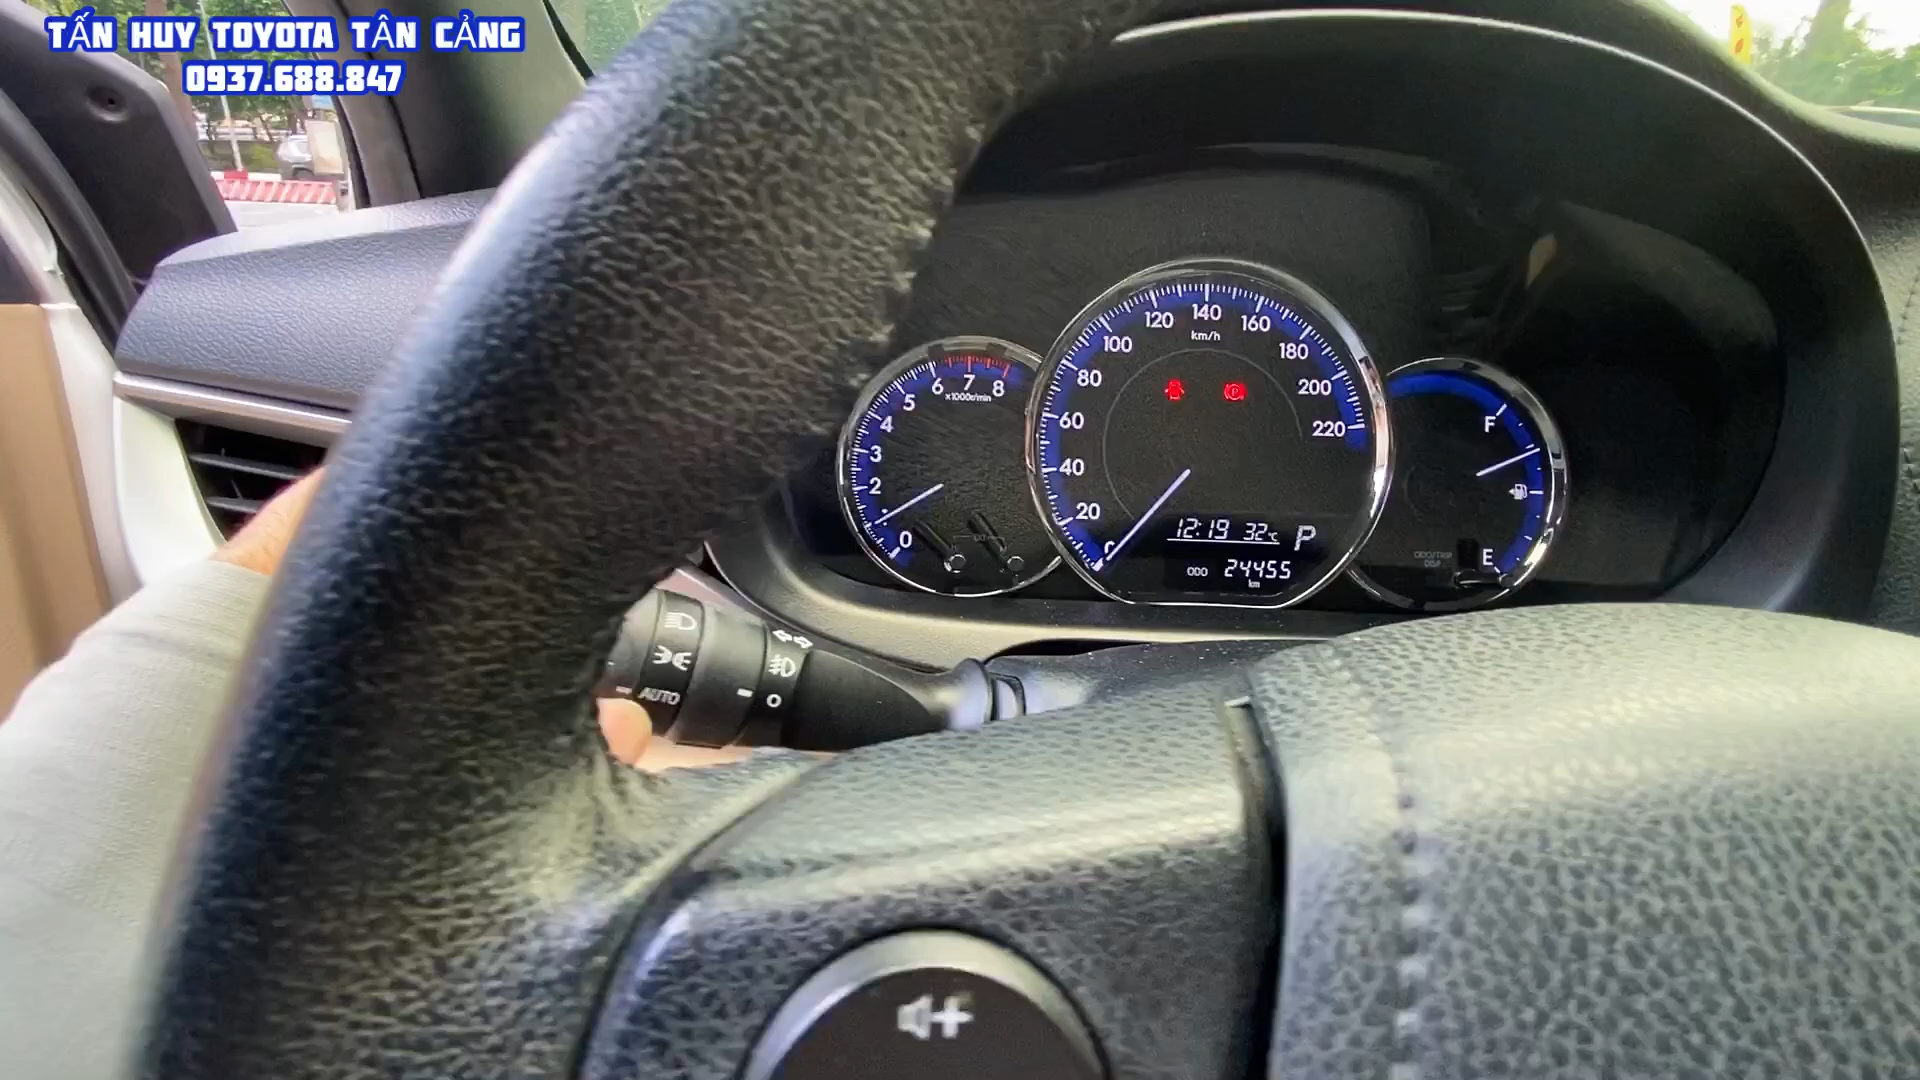 TẤN HUY TOYOTA TÂN CẢNG
0937.688.847
120 140 160
km/h
100 180
80 200
60 220
40
20
0
6 7 8
x1000r/min
5
4
3
2
1
0
F
E
12:19 32°C P
ODO 24455
km
AUTO
O